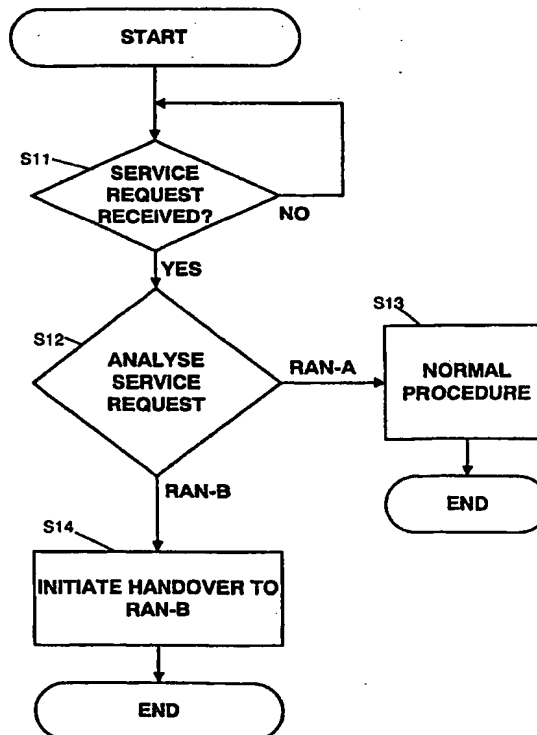 START
S11
SERVICE
REQUEST
RECEIVED?
NO
YES
S12
ANALYSE
SERVICE
REQUEST
RAN-A
S13
NORMAL
PROCEDURE
END
RAN-B
S14
INITIATE HANDOVER TO
RAN-B
END